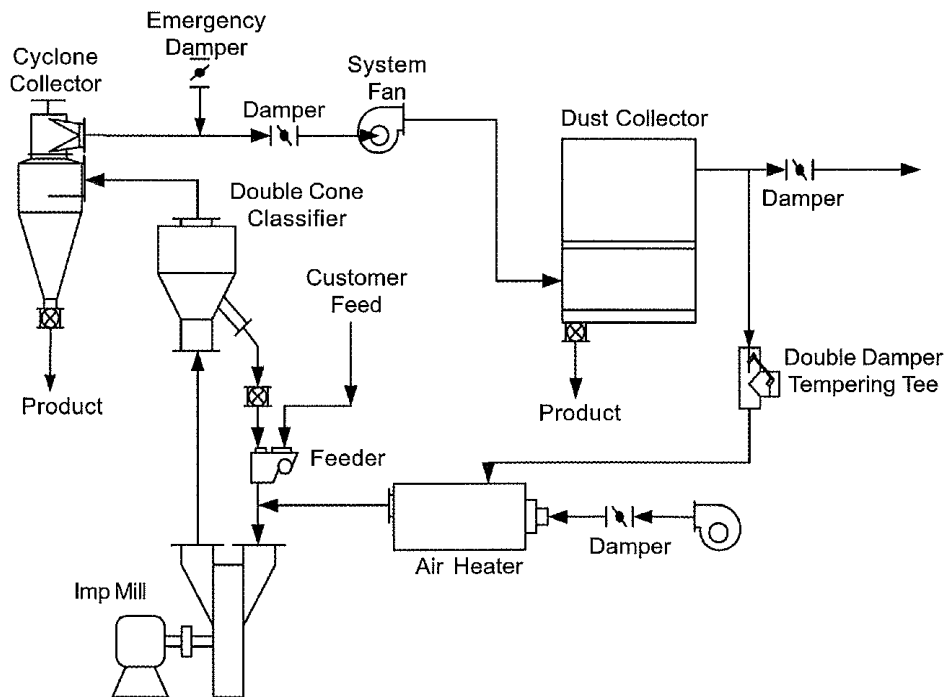 Emergency
Damper
Cyclone
Collector
System
Fan
Damper
Dust Collector
Double Cone
Classifier
Damper
Customer
Feed
Double Damper
Tempering Tee
Product
Product
Feeder
Damper
Air Heater
Imp Mill